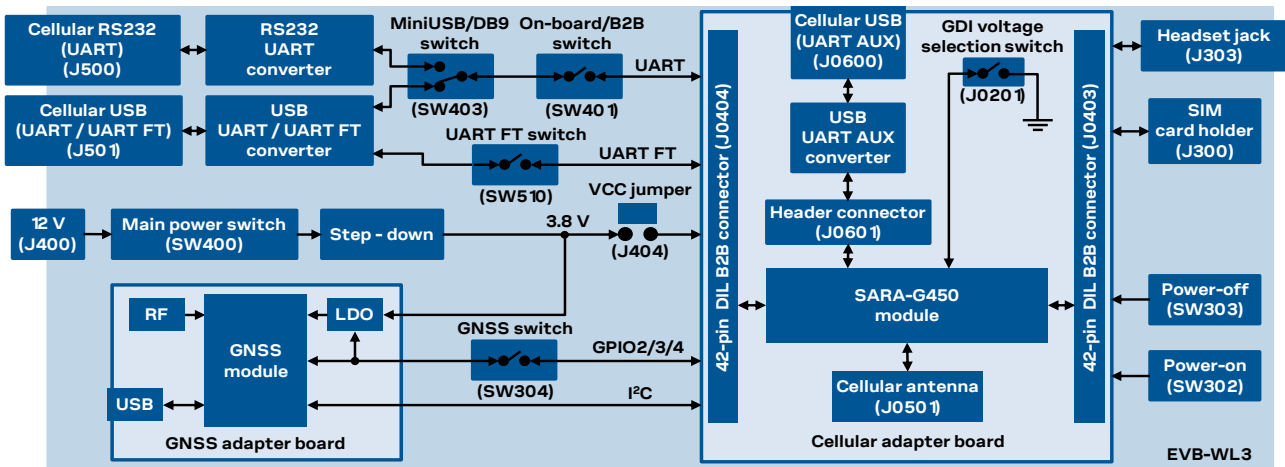 Cellular RS232
(UART)
(J500)
RS232
UART
converter
MiniUSB/DB9
switch
(SW403)
On-board/B2B
switch
(SW401)
UART
Cellular USB
(UART / UART FT)
(J501)
USB
UART / UART FT
converter
UART FT switch
(SW510)
UART FT
12 V
(J400)
Main power switch
(SW400)
Step - down
3.8 V
VCC jumper
(J404)
RF
GNSS
module
LDO
USB
GNSS adapter board
GNSS switch
(SW304)
GPIO2/3/4
I²C
42-pin DIL B2B connector (J0404)
Cellular USB
(UART AUX)
(J0600)
USB
UART AUX
converter
Header connector
(J0601)
GDI voltage
selection switch
(J0201)
SARA-G450
module
Cellular antenna
(J0501)
Cellular adapter board
42-pin DIL B2B connector (J0403)
Headset jack
(J303)
SIM
card holder
(J300)
Power-off
(SW303)
Power-on
(SW302)
EVB-WL3